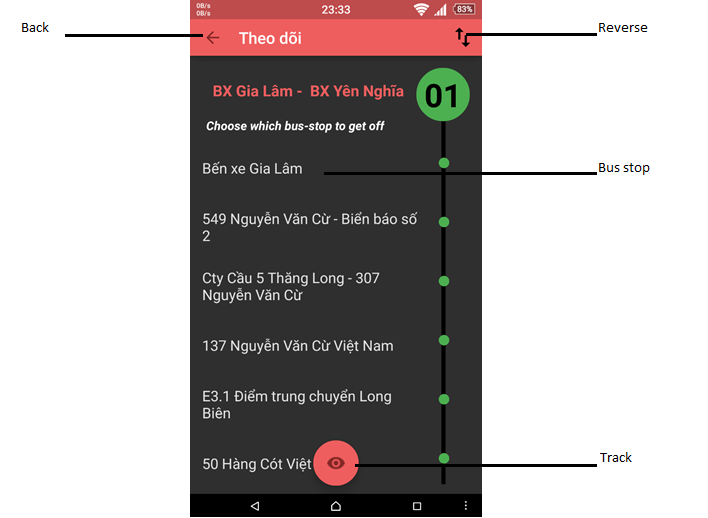 0B/s
0B/s
23:33
83%
Back
Theo dõi
Reverse
BX Gia Lâm - BX Yên Nghĩa
01
Choose which bus-stop to get off
Bến xe Gia Lâm
Bus stop
549 Nguyễn Văn Cừ - Biển báo số
2
Cty Cầu 5 Thăng Long - 307
Nguyễn Văn Cừ
137 Nguyễn Văn Cừ Việt Nam
E3.1 Điểm trung chuyển Long
Biên
50 Hàng Cót Việt
Track